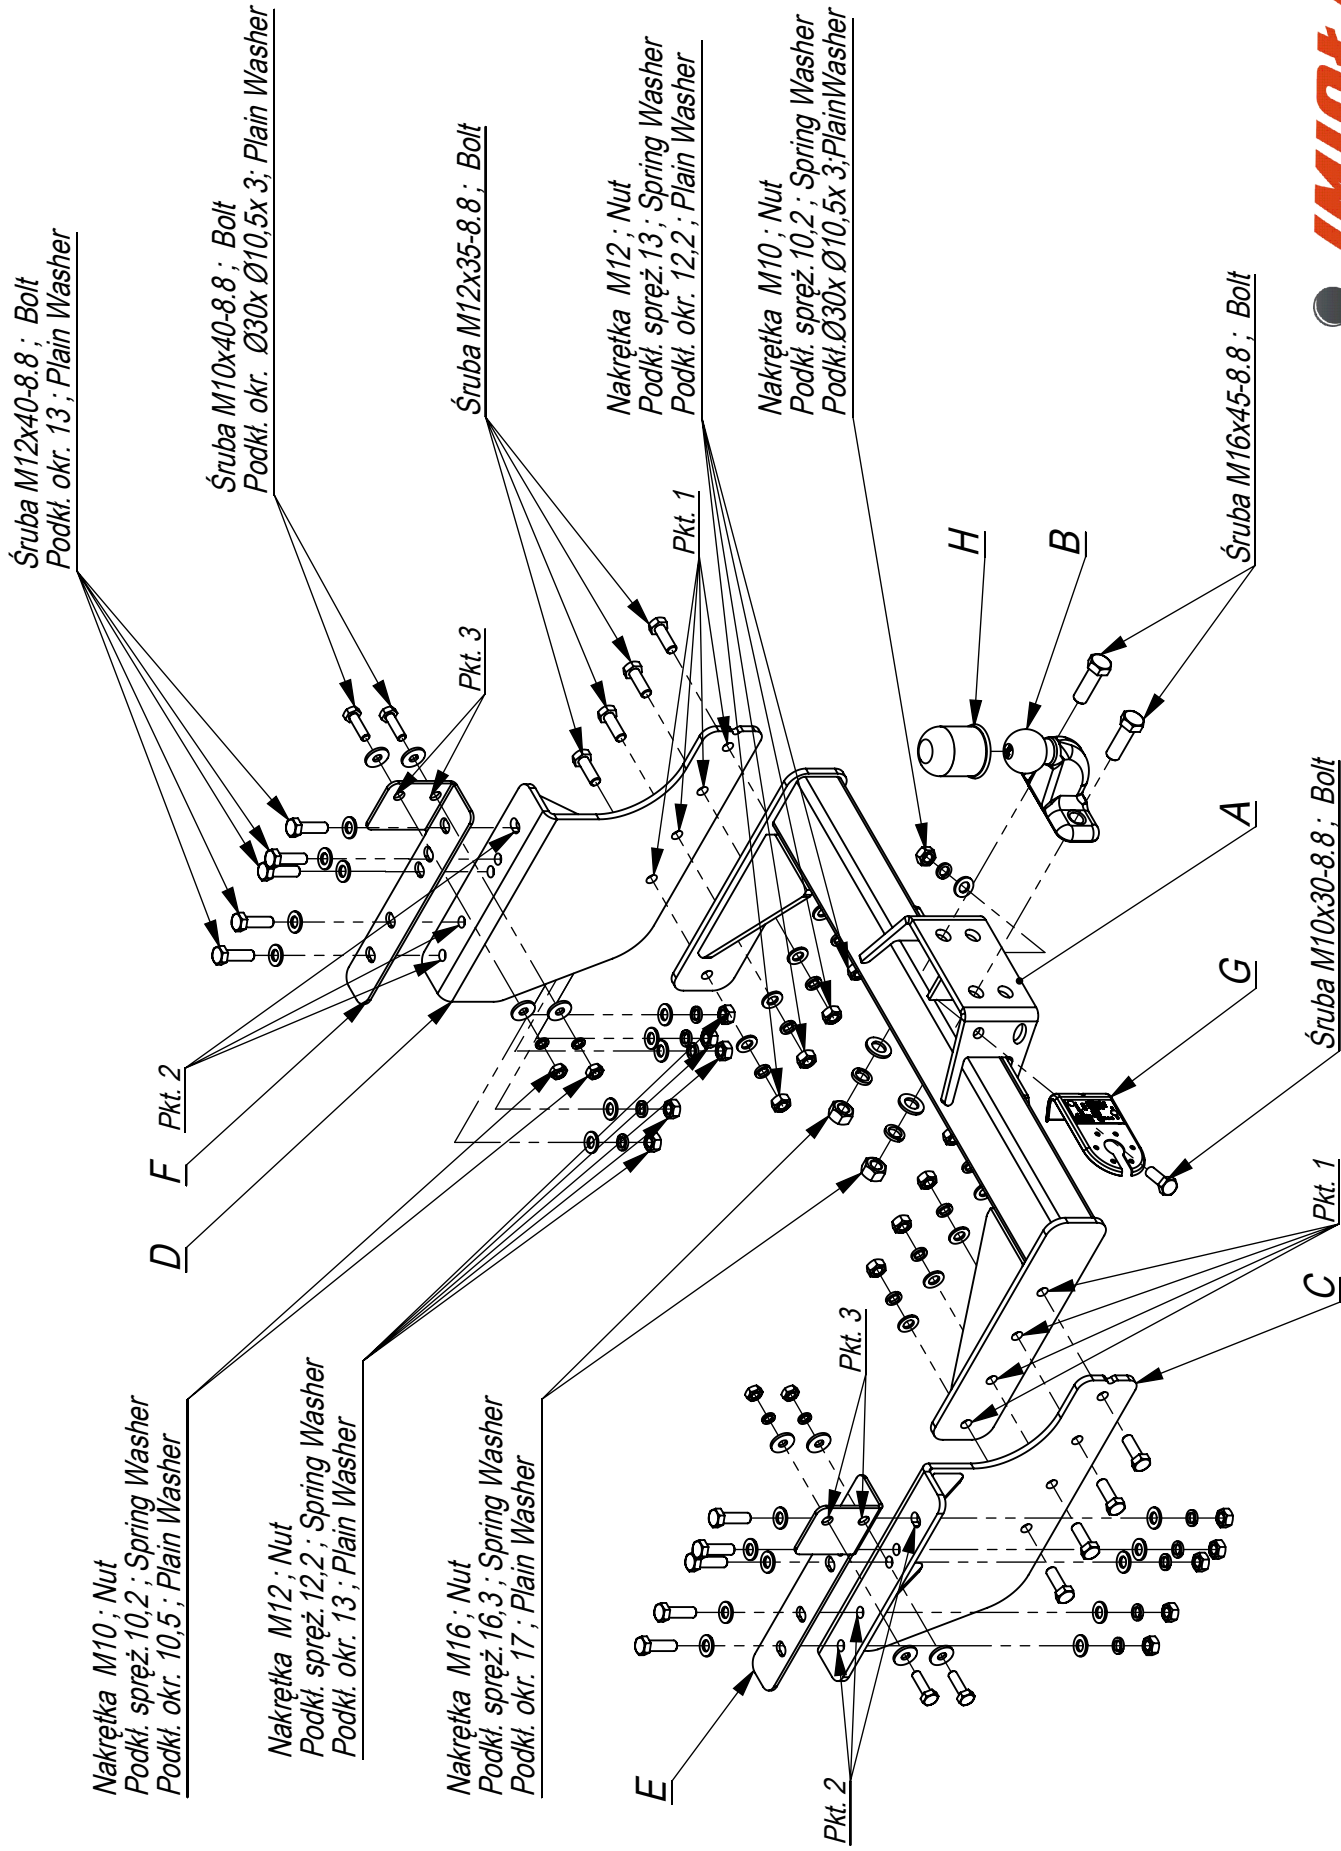 Śruba M12x40-8.8 ; Bolt
Podkł. okr. 13 ; Plain Washer
Nakrętka M10 ; Nut
Podkł. spręż.10,2 ; Spring Washer
Podkł. okr. 10,5 ; Plain Washer
D
F
Pkt. 2
Śruba M10x40-8.8 ; Bolt
Podkł. okr. Ø30x Ø10,5x 3; Plain Washer
Nakrętka M12 ; Nut
Podkł. spręż.12,2 ; Spring Washer
Podkł. okr. 13 ; Plain Washer
Pkt. 3
Śruba M12x35-8.8 ; Bolt
Nakrętka M16 ; Nut
Podkł. spręż.16,3 ; Spring Washer
Podkł. okr. 17 ; Plain Washer
Nakrętka M12 ; Nut
Podkł. spręż.13 ; Spring Washer
Podkł. okr. 12,2 ; Plain Washer
Pkt. 1
E
Nakrętka M10 ; Nut
Podkł. spręż.10,2 ; Spring Washer
Podkł.Ø30x Ø10,5x 3;PlainWasher
Pkt. 2
Pkt. 3
H
B
Śruba M16x45-8.8 ; Bolt
G
A
C
Pkt. 1
Śruba M10x30-8.8 ; Bolt